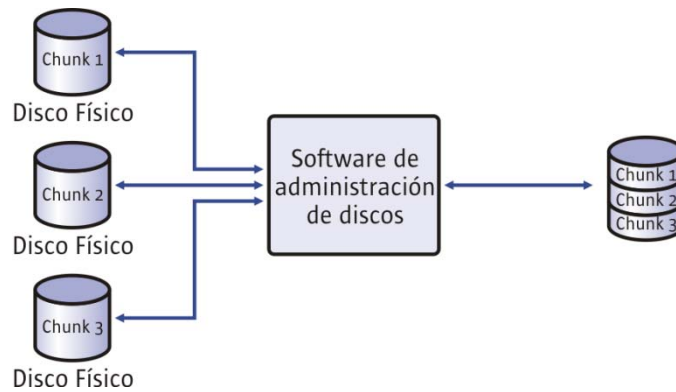 Chunk 1
Disco Físico
Chunk 2
Disco Físico
Chunk 3
Disco Físico
Software de
administración
de discos
Chunk 1
Chunk 2
Chunk 3